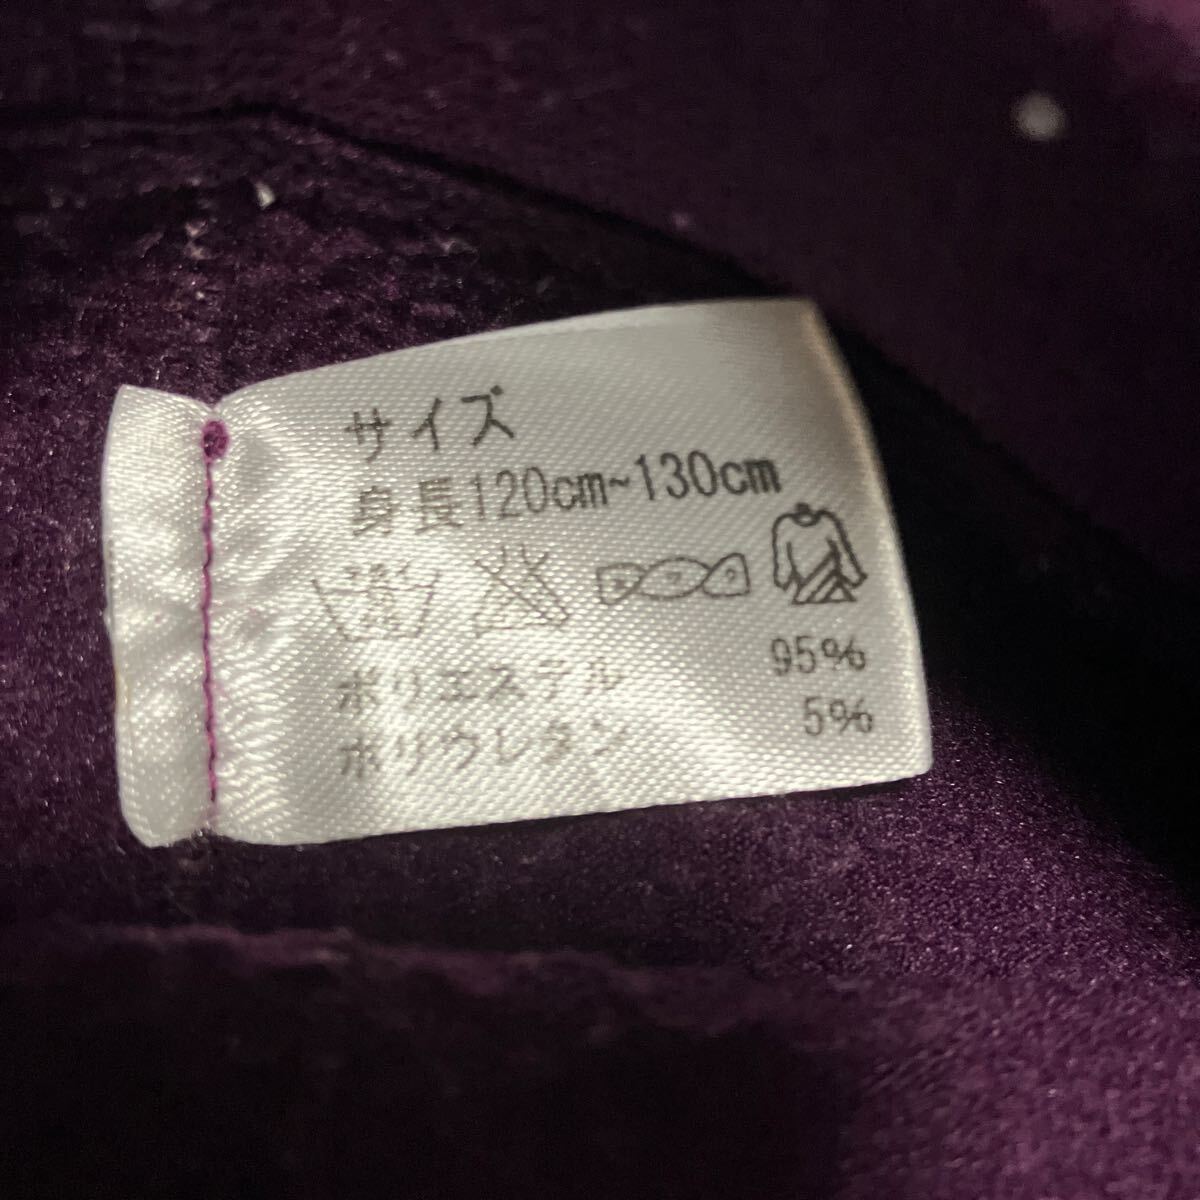 サイズ
身長120cm~130cm
ポリエステル 95%
ポリウレタン 5%